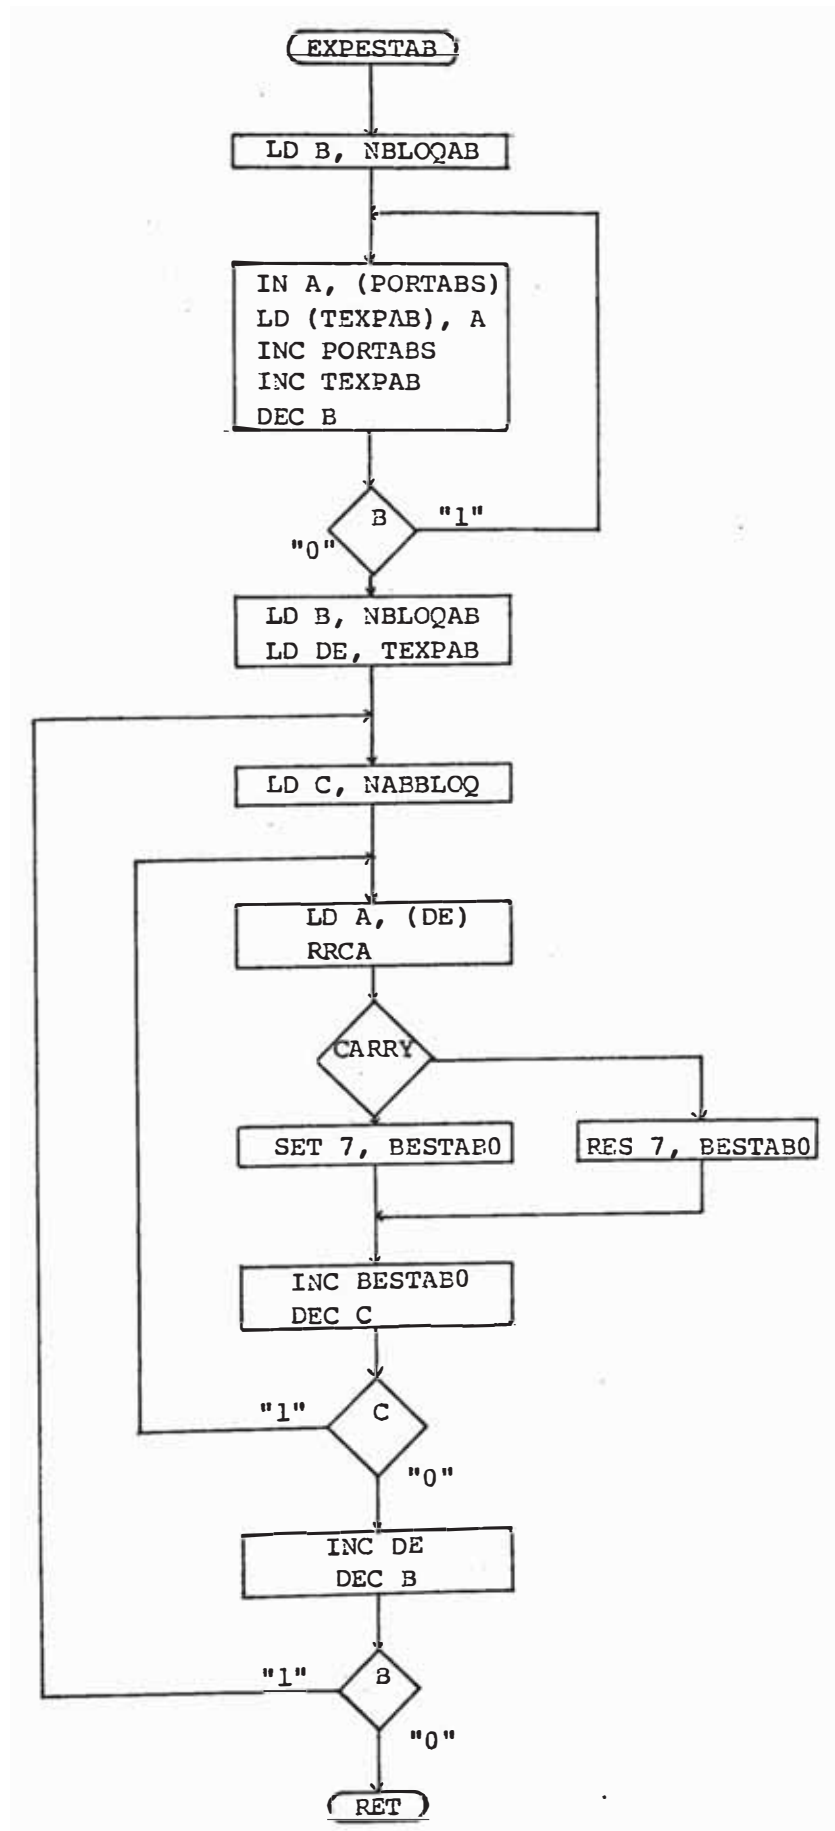 EXPESTAB
LD B, NBLOQAB
IN A, (PORTABS)
LD (TEXPAB), A
INC PORTABS
INC TEXPAB
DEC B
B
"1"
"0"
LD B, NBLOQAB
LD DE, TEXPAB
LD C, NABBLOQ
LD A, (DE)
RRCA
CARRY
SET 7, BESTAB0
RES 7, BESTAB0
INC BESTAB0
DEC C
"1"
C
"0"
INC DE
DEC B
"1"
B
"0"
RET